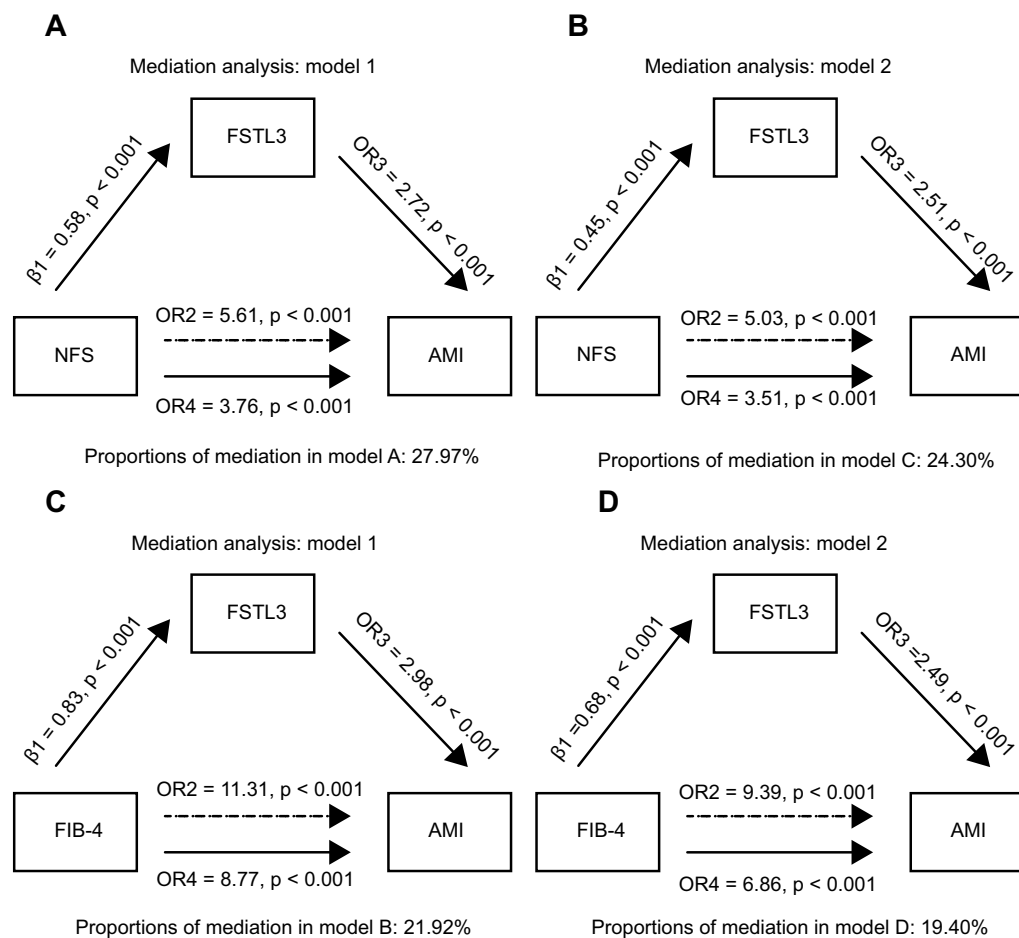 A
Mediation analysis: model 1
FSTL3
β1 = 0.58, p < 0.001
OR3 = 2.72, p < 0.001
OR2 = 5.61, p < 0.001
NFS
AMI
OR4 = 3.76, p < 0.001
Proportions of mediation in model A: 27.97%
B
Mediation analysis: model 2
FSTL3
β1 = 0.45, p < 0.001
OR3 = 2.51, p < 0.001
OR2 = 5.03, p < 0.001
NFS
AMI
OR4 = 3.51, p < 0.001
Proportions of mediation in model C: 24.30%
C
Mediation analysis: model 1
FSTL3
β1 = 0.83, p < 0.001
OR3 = 2.98, p < 0.001
OR2 = 11.31, p < 0.001
FIB-4
AMI
OR4 = 8.77, p < 0.001
Proportions of mediation in model B: 21.92%
D
Mediation analysis: model 2
FSTL3
β1 =0.68, p < 0.001
OR3 =2.49, p < 0.001
OR2 = 9.39, p < 0.001
FIB-4
AMI
OR4 = 6.86, p < 0.001
Proportions of mediation in model D: 19.40%